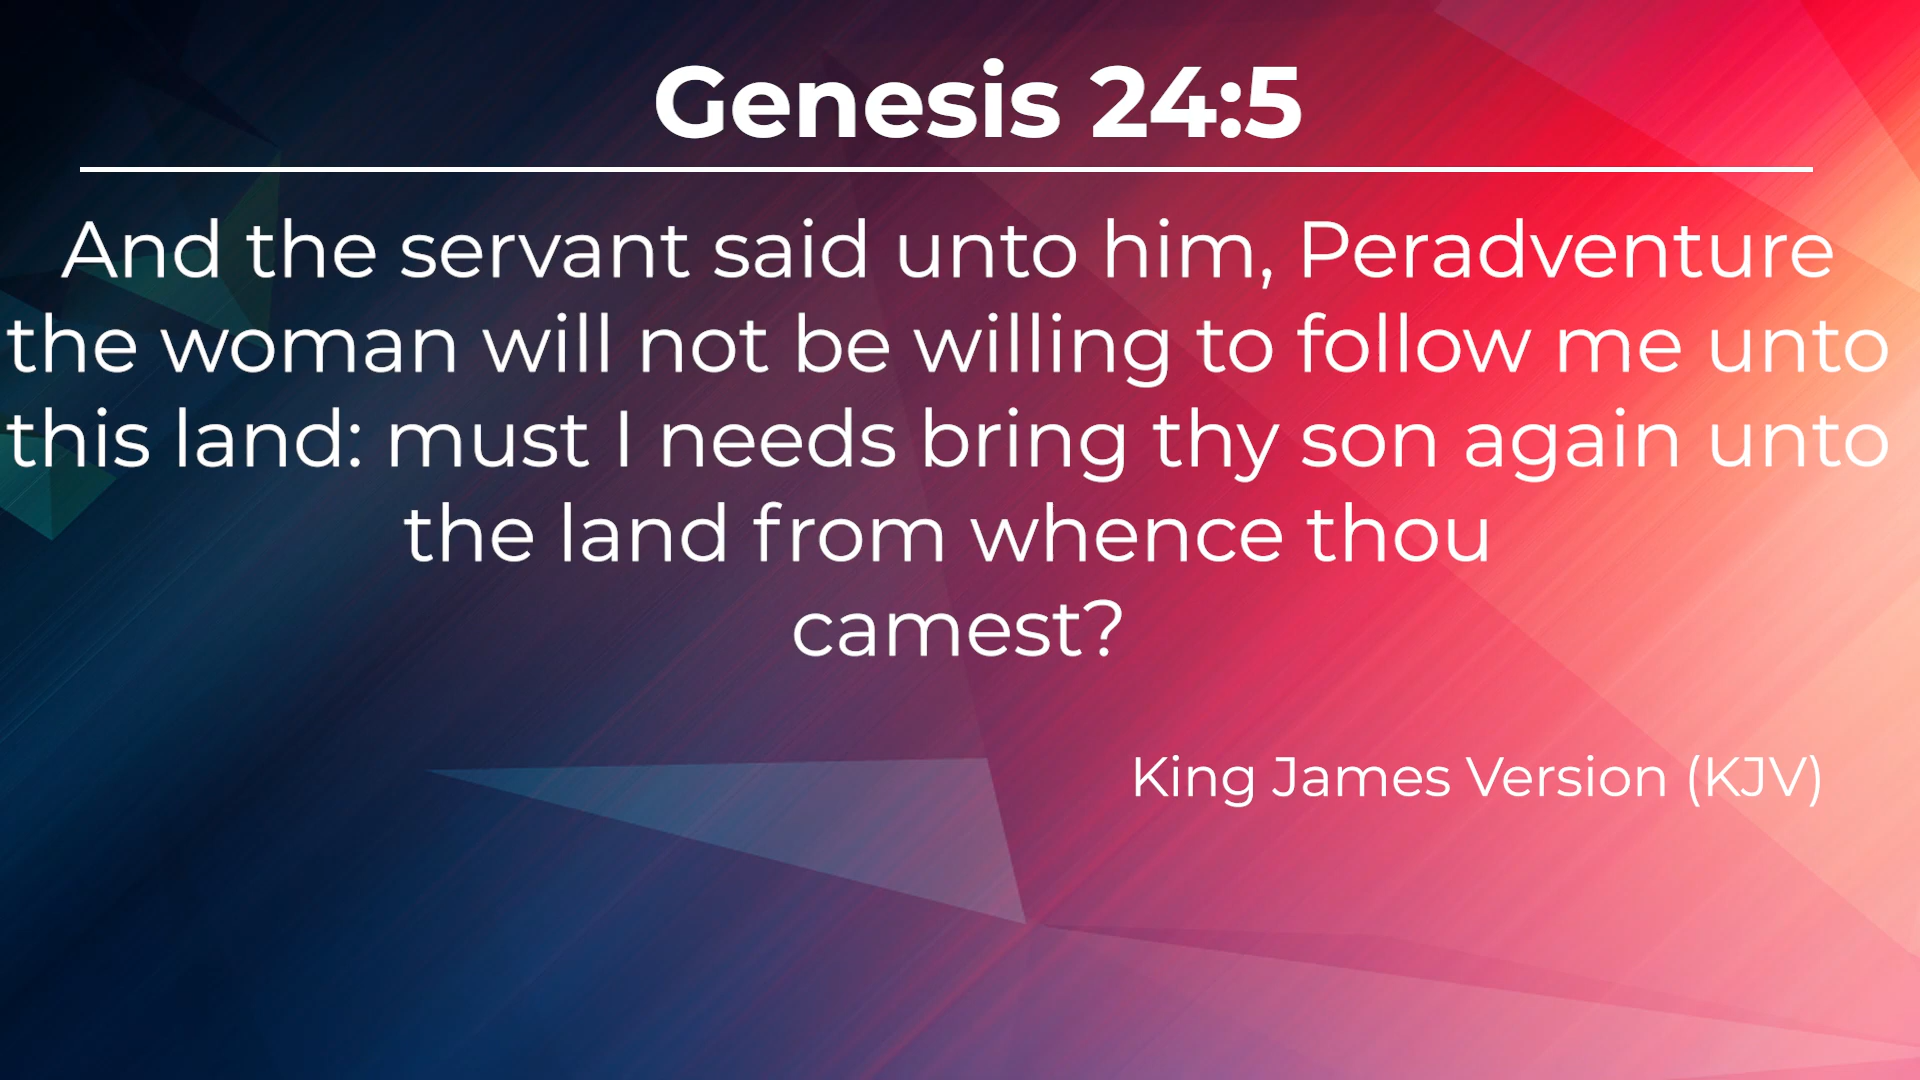 Genesis 24:5
And the servant said unto him, Peradventure
the woman will not be willing to follow me unto
this land: must I needs bring thy son again unto
the land from whence thou
camest?
King James Version (KJV)